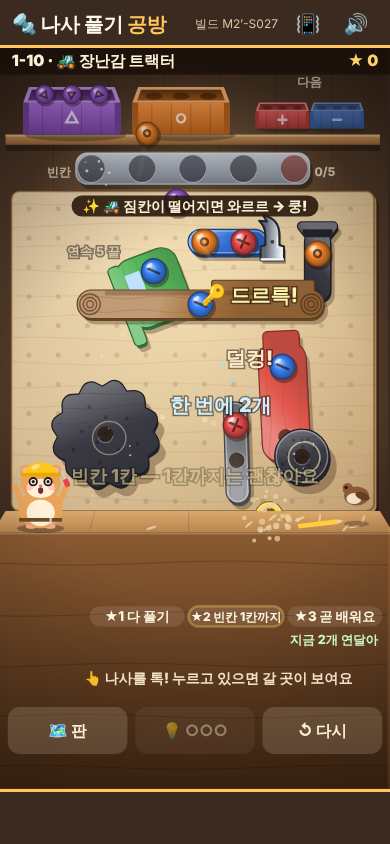 나사 풀기 공방
빌드 M2'-S027
1-10 · 장난감 트랙터
★ 0
다음
빈칸
0/5
짐칸이 떨어지면 와르르 → 쿵!
연속 5 끝
드르륵!
덜컹!
한 번에 2개
빈칸 1칸 — 1칸까지는 괜찮아요
★1 다 풀기
★2 빈칸 1칸까지
★3 곧 배워요
지금 2개 연달아
나사를 톡! 누르고 있으면 갈 곳이 보여요
판
다시